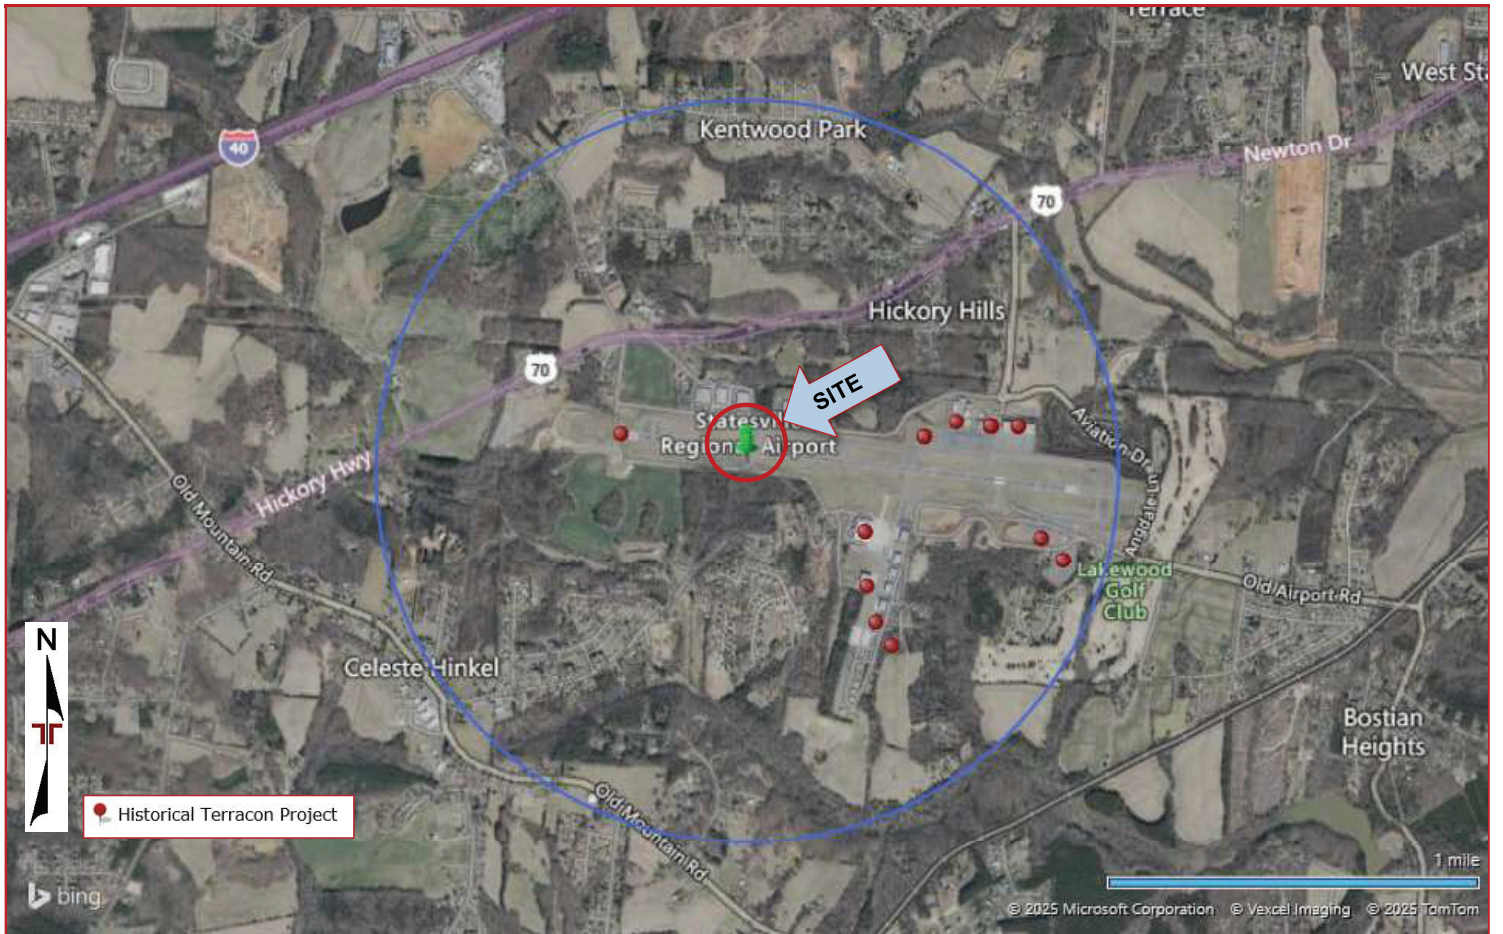 Terrace
West St
40
Kentwood Park
Newton Dr
70
Hickory Hills
70
SITE
Statesville
Regional Airport
Aviation Dr
Hickory Hwy
Old Mountain Rd
Angdale Ln
Lakewood
Golf
Club
Old Airport Rd
N
Celeste Hinkel
Bostian
Heights
Old Mountain Rd
Historical Terracon Project
1 mile
bing
© 2025 Microsoft Corporation © Vexcel Imaging © 2025 TomTom